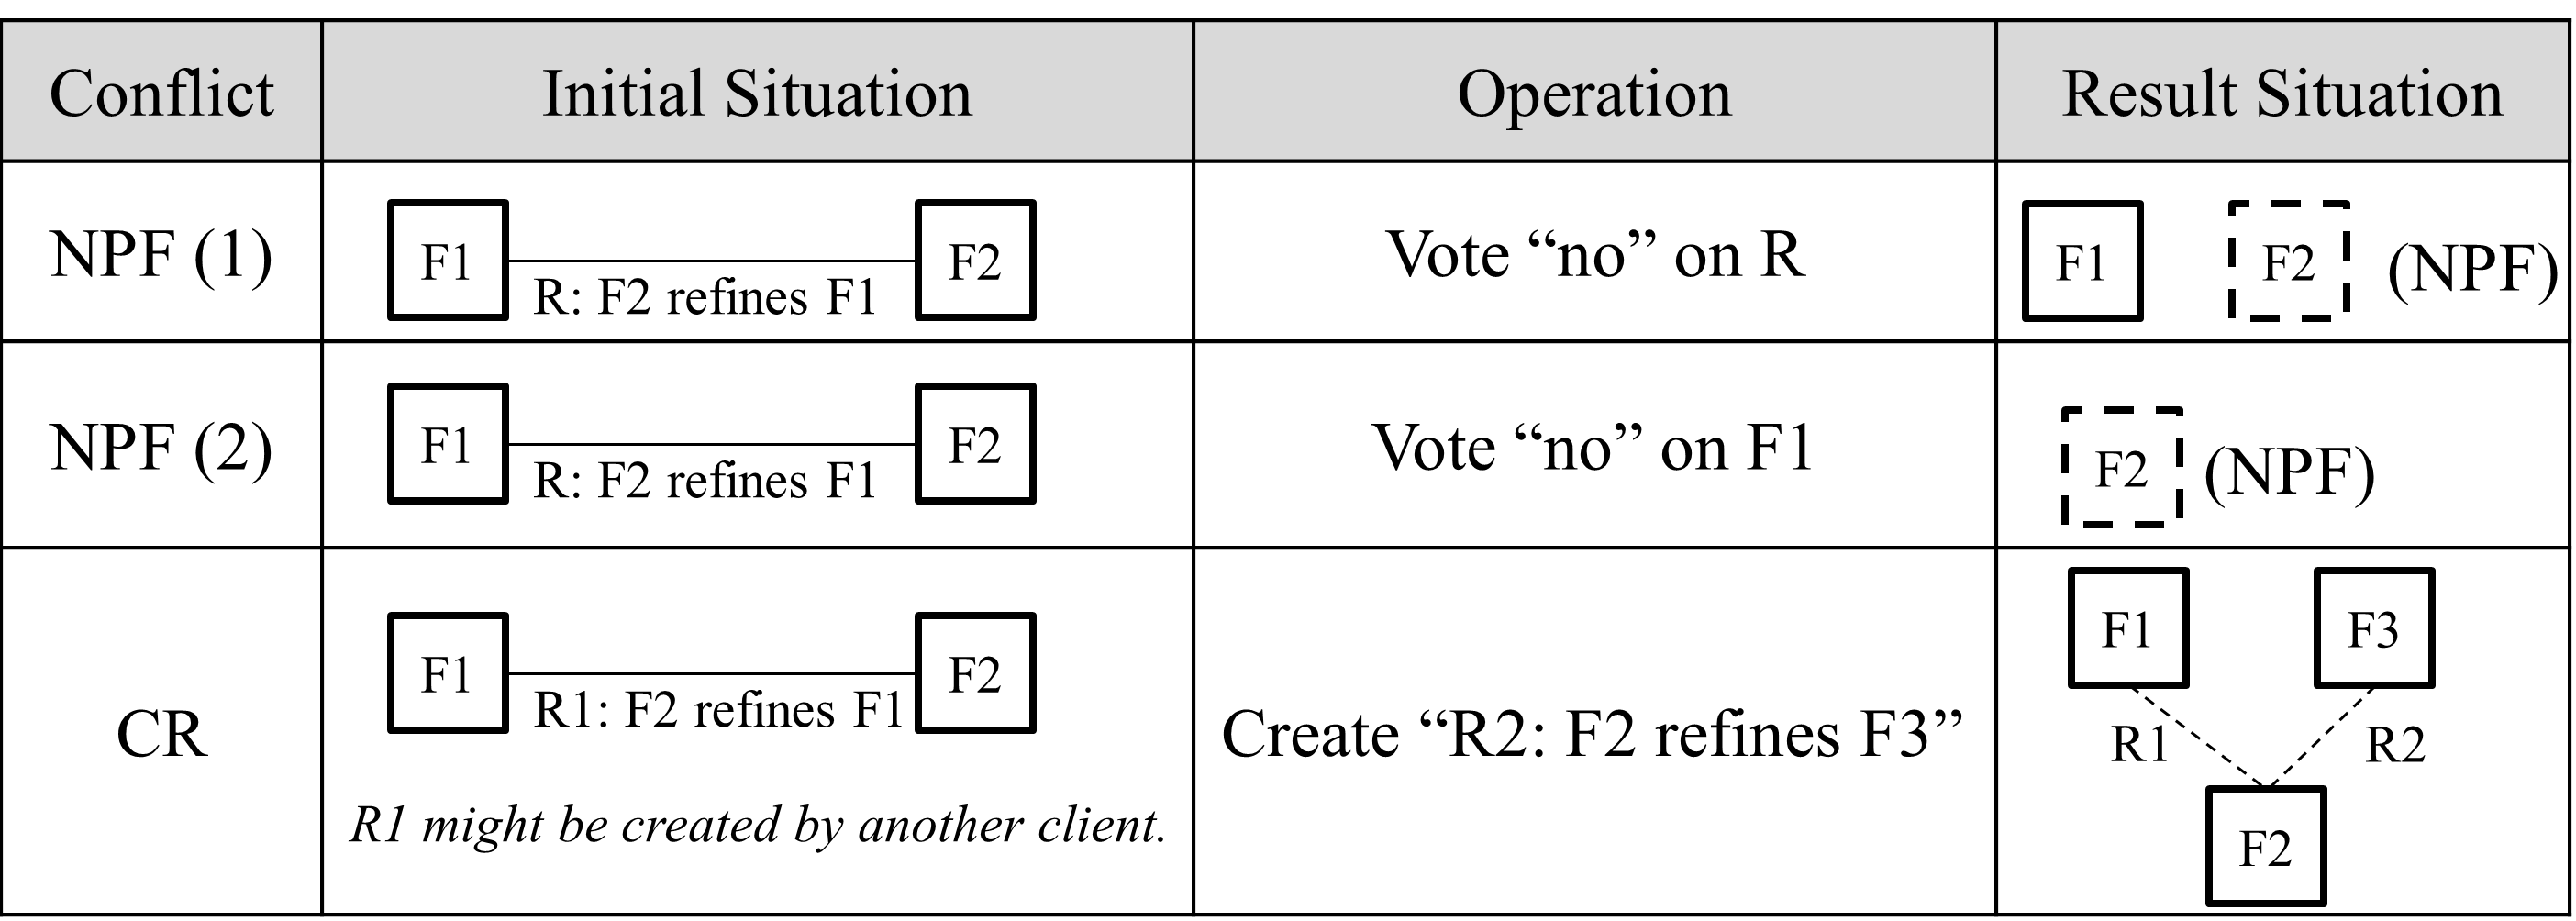 Conflict
Initial Situation
Operation
Result Situation
NPF (1)
F1
R: F2 refines F1
F2
Vote “no” on R
F1
F2
(NPF)
NPF (2)
F1
R: F2 refines F1
F2
Vote “no” on F1
F2
(NPF)
CR
F1
R1: F2 refines F1
F2
R1 might be created by another client.
Create “R2: F2 refines F3”
F1
F3
R1
R2
F2